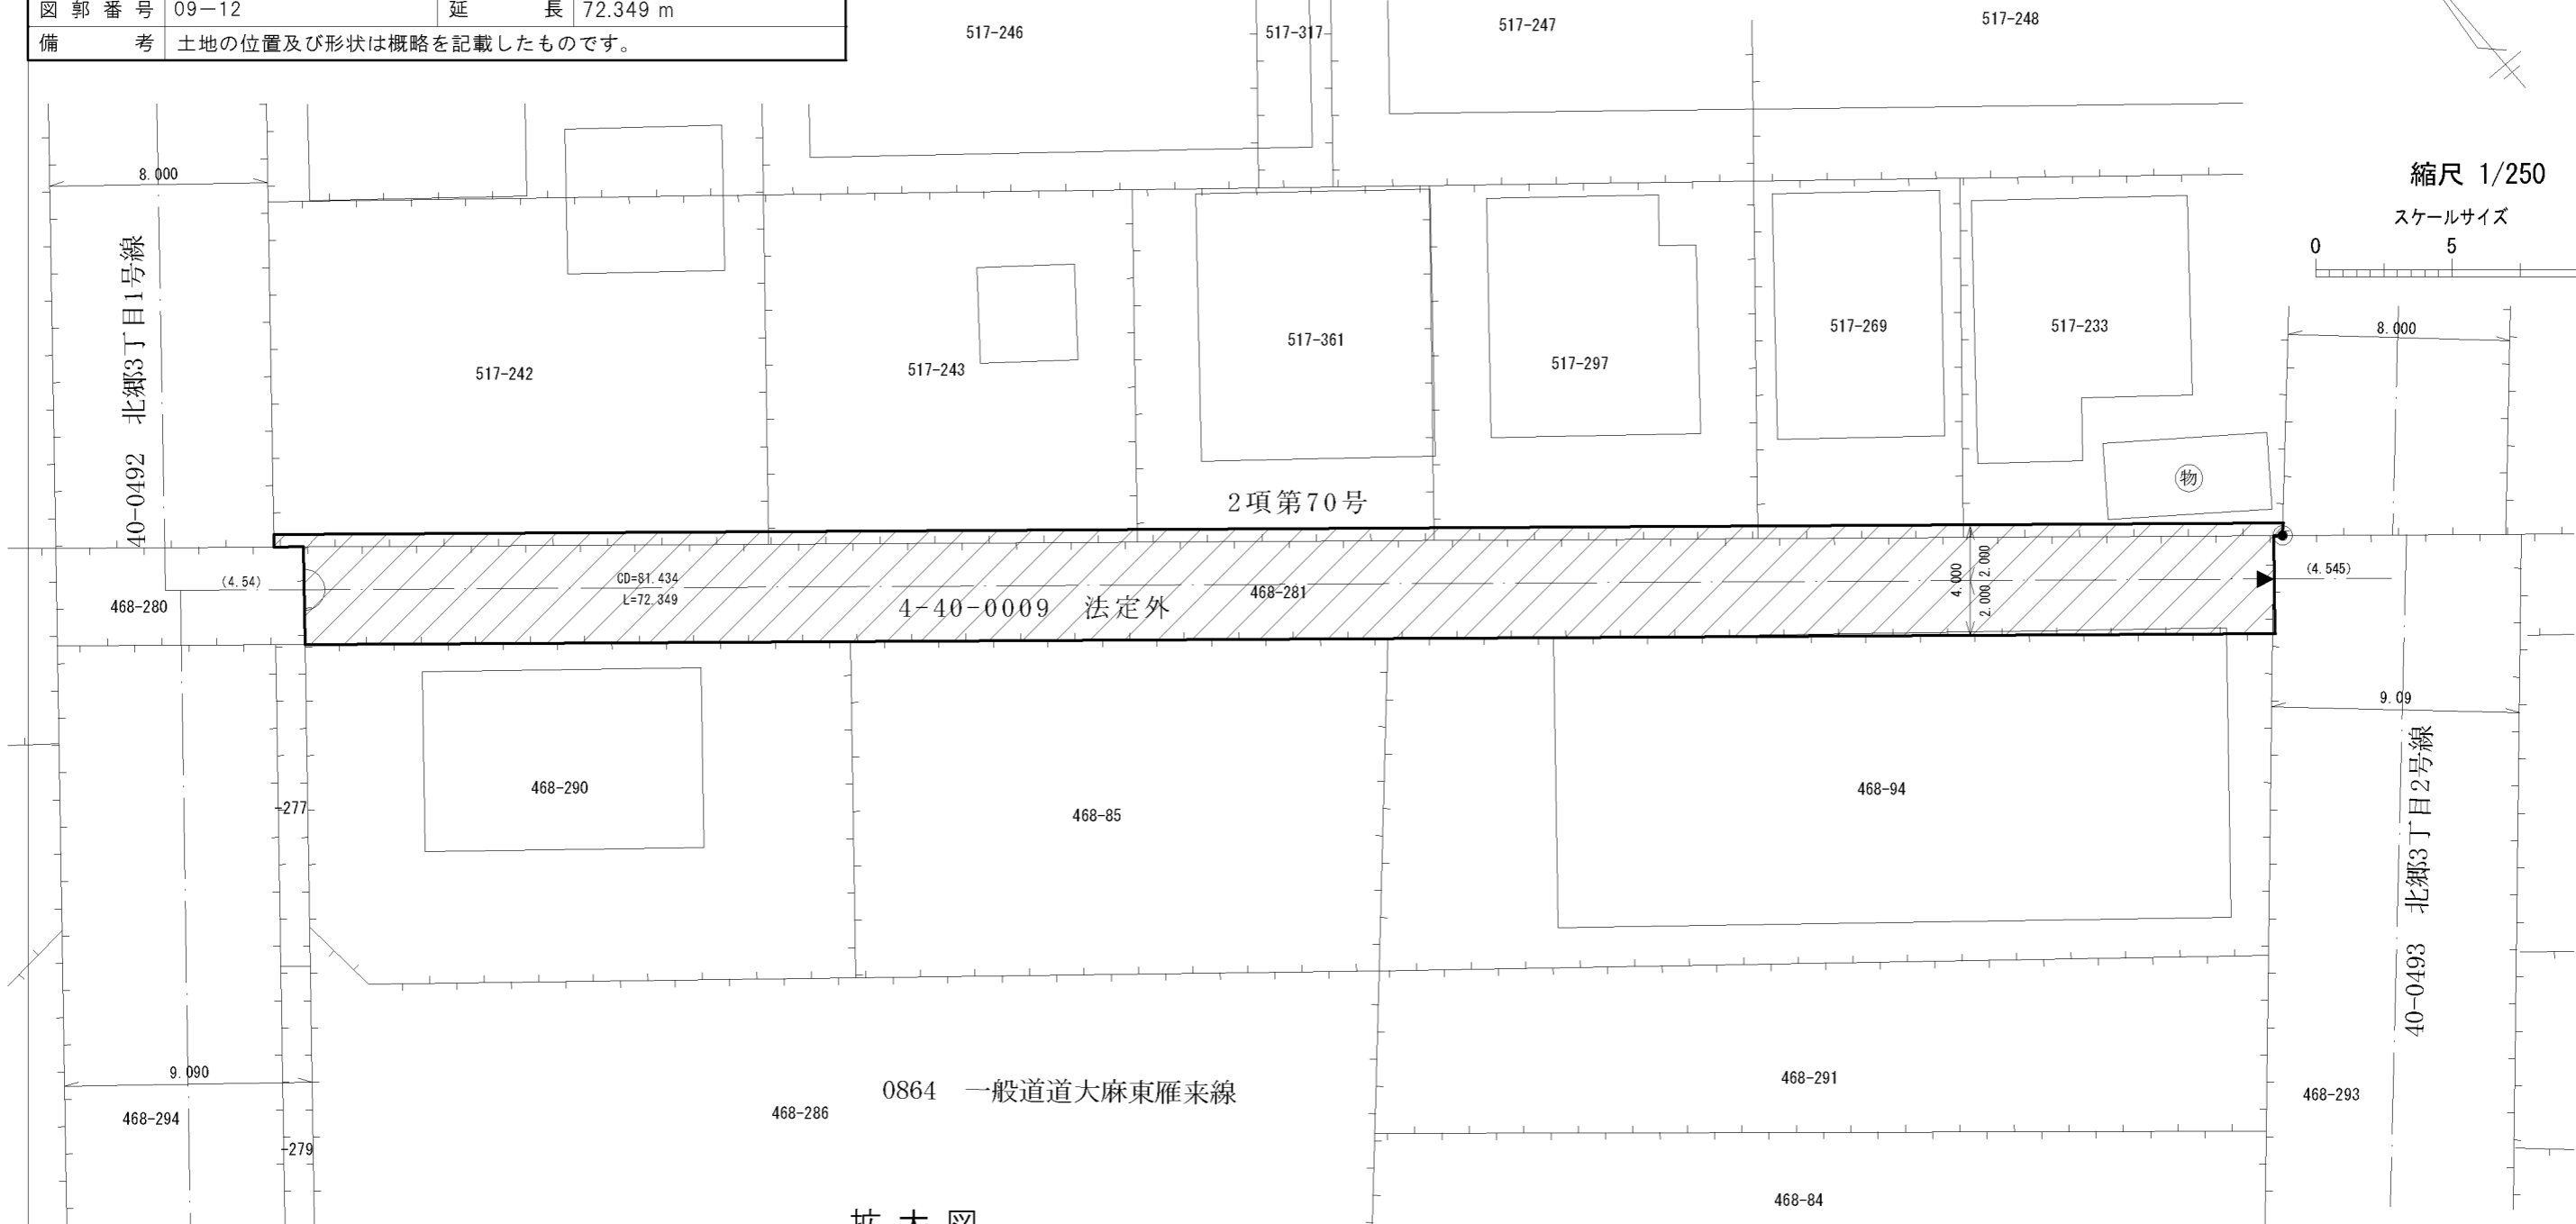 図郭番号 09-12 延長 72.349 m
備考 土地の位置及び形状は概略を記載したものです。
517-246
517-317
517-247
517-248
縮尺 1/250
スケールサイズ
0 5
8.000
40-0492 北郷3丁目1号線
517-242
517-243
517-361
517-297
517-269
517-233
8.000
物
2項第70号
(4.54)
468-280
CD=81.434
L=72.349
4-40-0009 法定外
468-281
4.000
2.000 2.000
(4.545)
9.09
468-290
468-85
468-94
-277
40-0493 北郷3丁目2号線
9.090
468-294
-279
468-286
0864 一般道道大麻東雁来線
468-291
468-293
468-84
拡大図